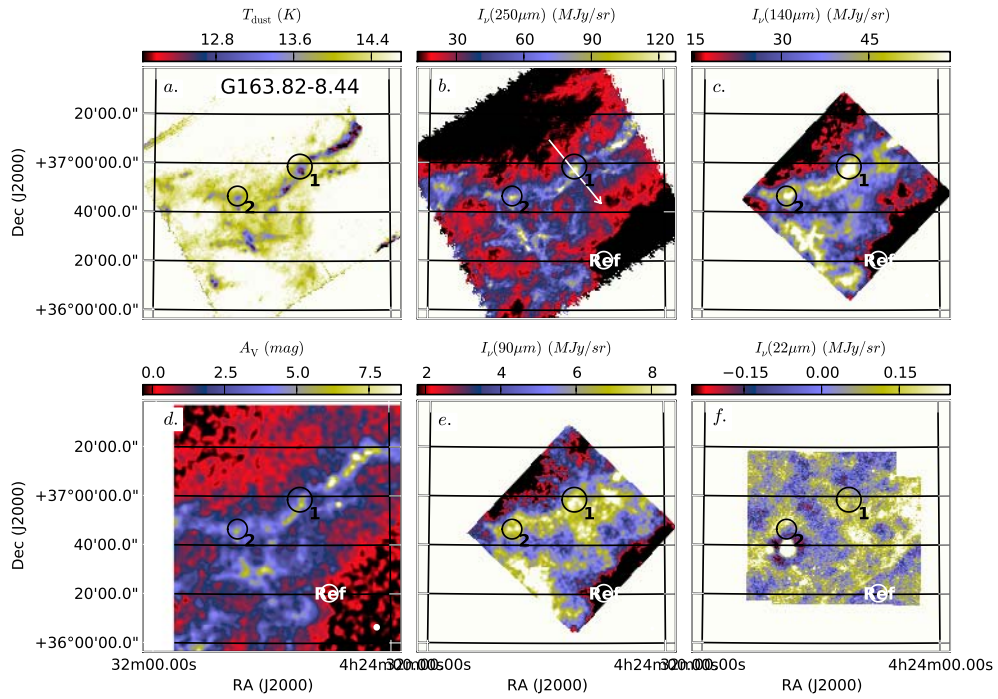 T_dust (K)
I_ν(250μm) (MJy/sr)
I_ν(140μm) (MJy/sr)
12.8 13.6 14.4
30 60 90 120
15 30 45
a. G163.82-8.44
b.
c.
20'00.0"
+37°00'00.0"
40'00.0"
20'00.0"
+36°00'00.0"
Dec (J2000)
1
2
1
2
Ref
1
2
Ref
A_V (mag)
I_ν(90μm) (MJy/sr)
I_ν(22μm) (MJy/sr)
0.0 2.5 5.0 7.5
2 4 6 8
−0.15 0.00 0.15
d.
e.
f.
20'00.0"
+37°00'00.0"
40'00.0"
20'00.0"
+36°00'00.0"
Dec (J2000)
1
2
Ref
1
2
Ref
1
2
Ref
32m00.00s 4h24m00.00s 32m00.00s 4h24m00.00s
RA (J2000)
RA (J2000)
RA (J2000)